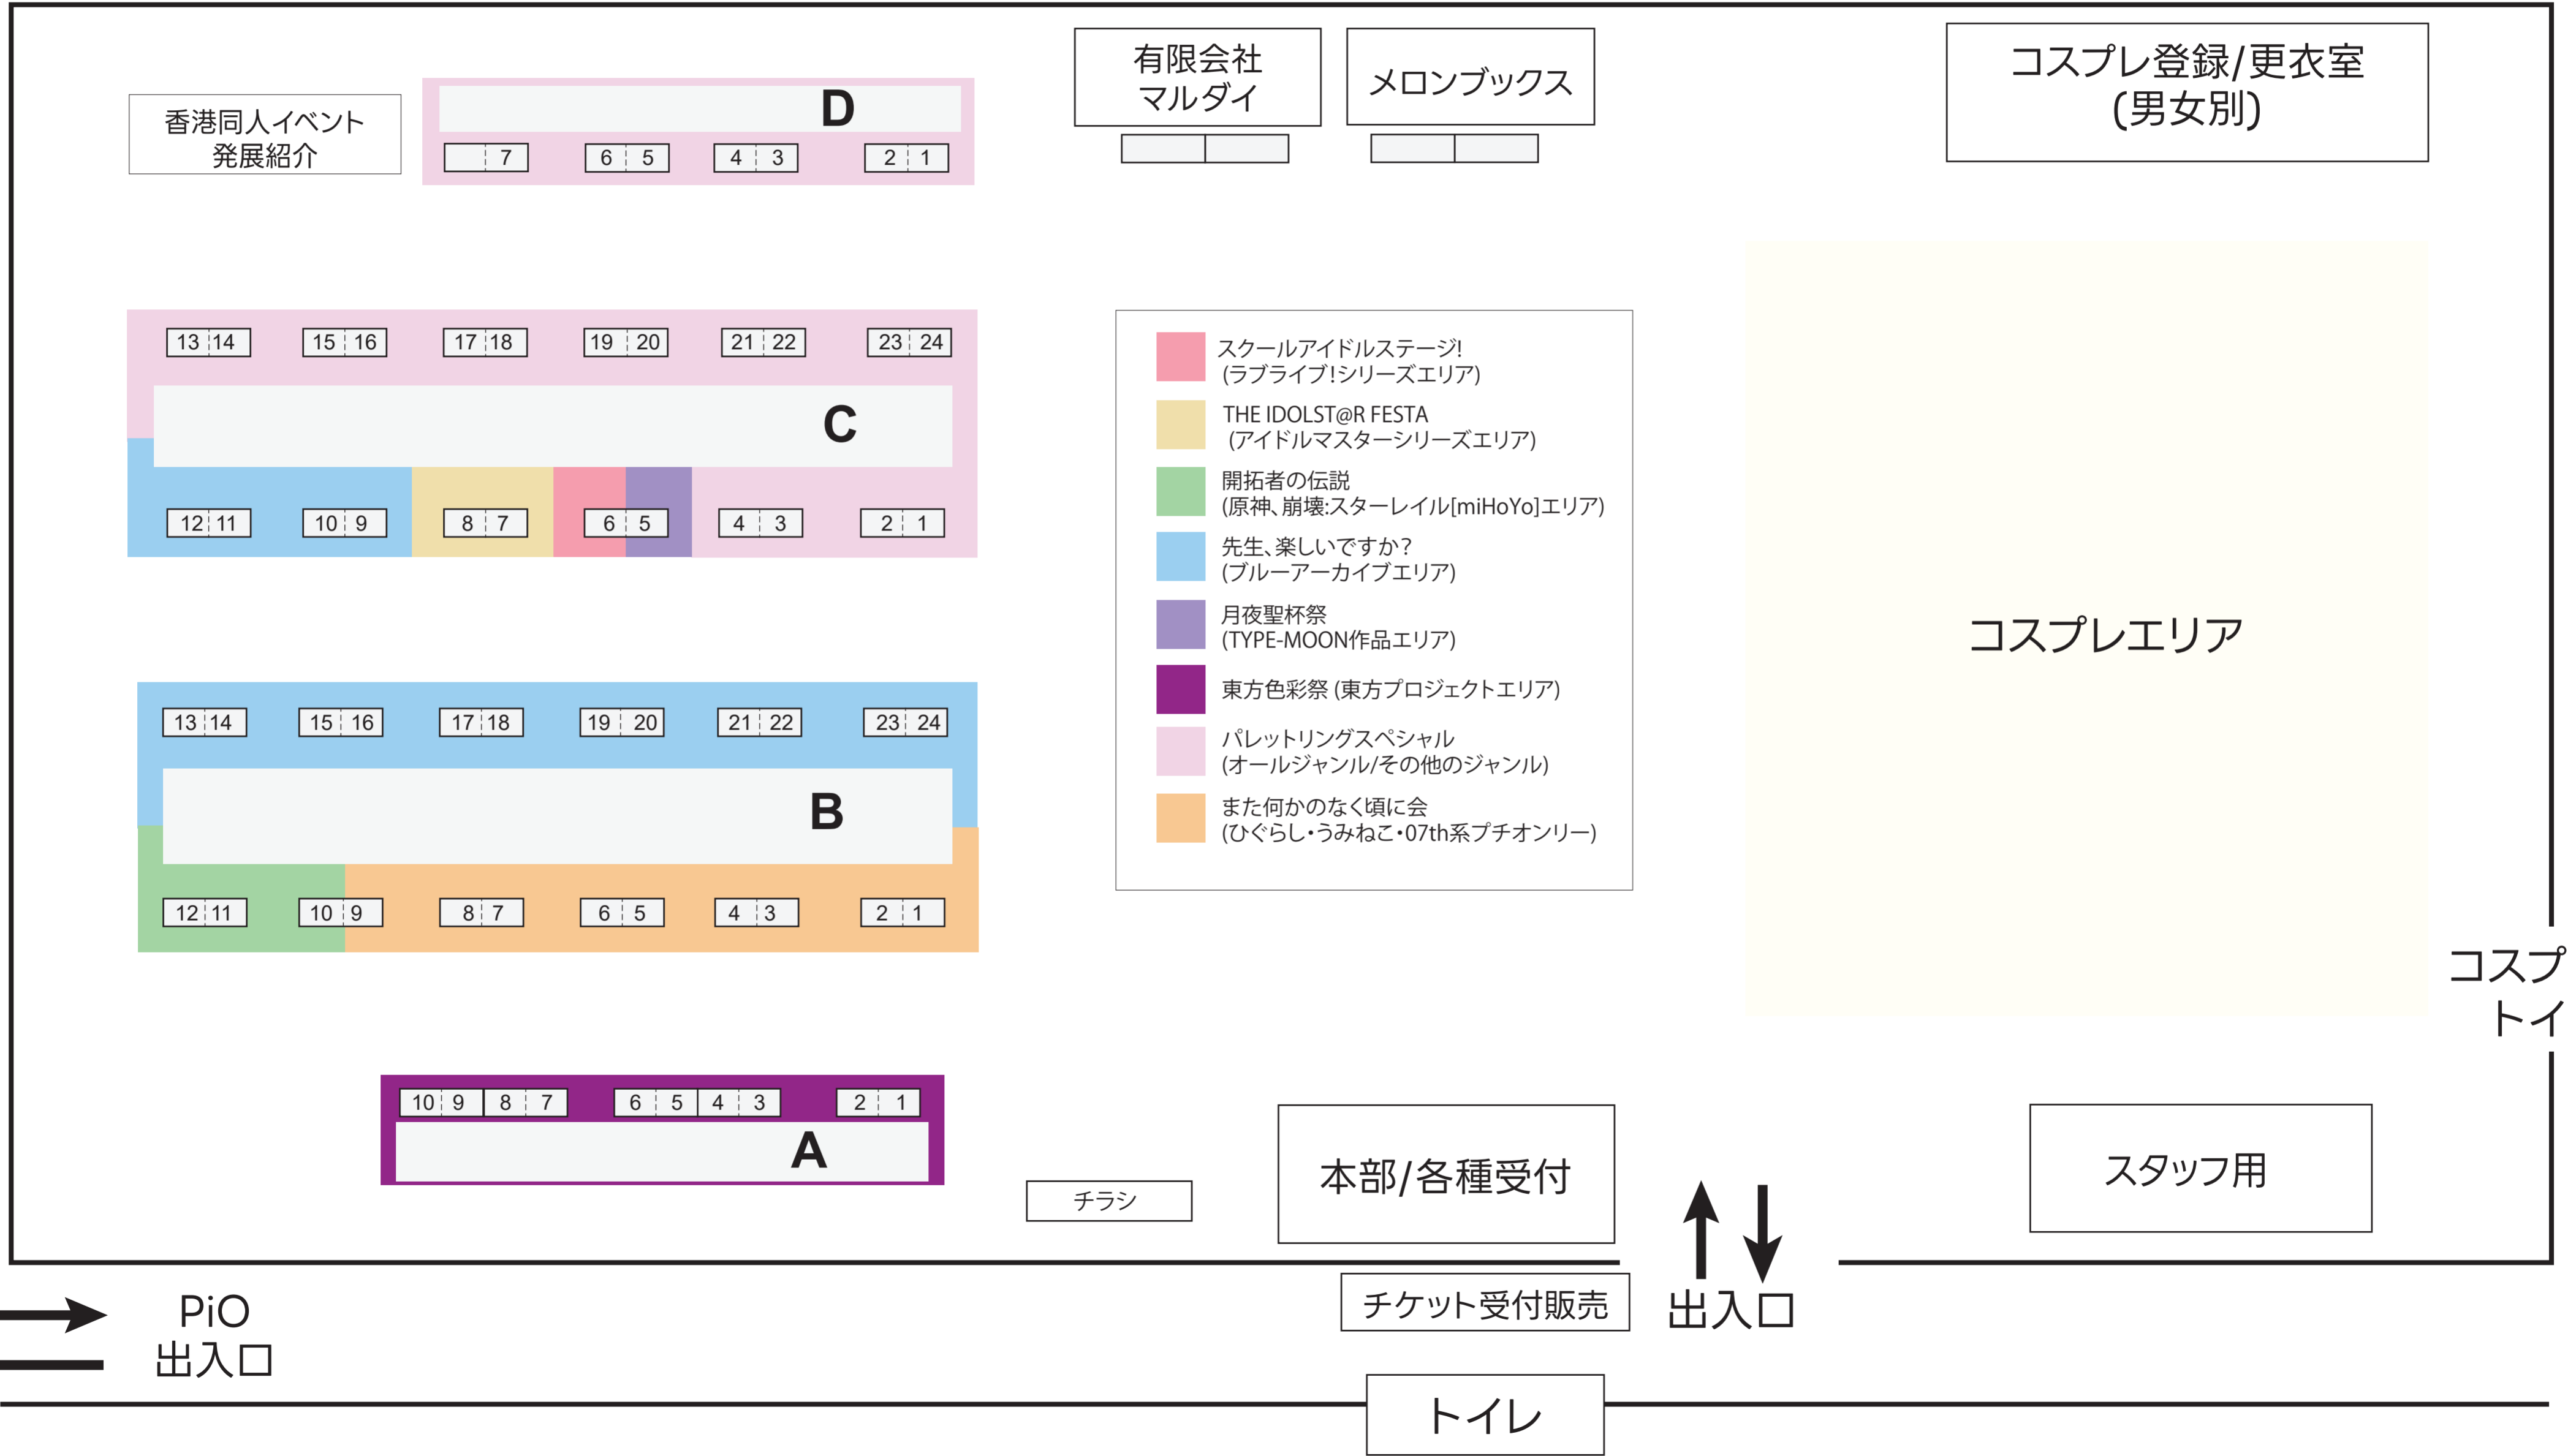 有限会社
マルダイ
メロンブックス
コスプレ登録/更衣室
(男女別)
香港同人イベント
発展紹介
D
7
6 5
4 3
2 1
13 14
15 16
17 18
19 20
21 22
23 24
C
12 11
10 9
8 7
6 5
4 3
2 1
スクールアイドルステージ!
(ラブライブ!シリーズエリア)
THE IDOLST@R FESTA
(アイドルマスターシリーズエリア)
開拓者の伝説
(原神、崩壊:スターレイル[miHoYo]エリア)
先生、楽しいですか?
(ブルーアーカイブエリア)
月夜聖杯祭
(TYPE-MOON作品エリア)
東方色彩祭 (東方プロジェクトエリア)
パレットリングスペシャル
(オールジャンル/その他のジャンル)
また何かのなく頃に会
(ひぐらし・うみねこ・07th系プチオンリー)
コスプレエリア
13 14
15 16
17 18
19 20
21 22
23 24
B
12 11
10 9
8 7
6 5
4 3
2 1
コスプ
トイ
10 9 8 7
6 5 4 3
2 1
A
チラシ
本部/各種受付
スタッフ用
PiO
出入口
チケット受付販売
出入口
トイレ